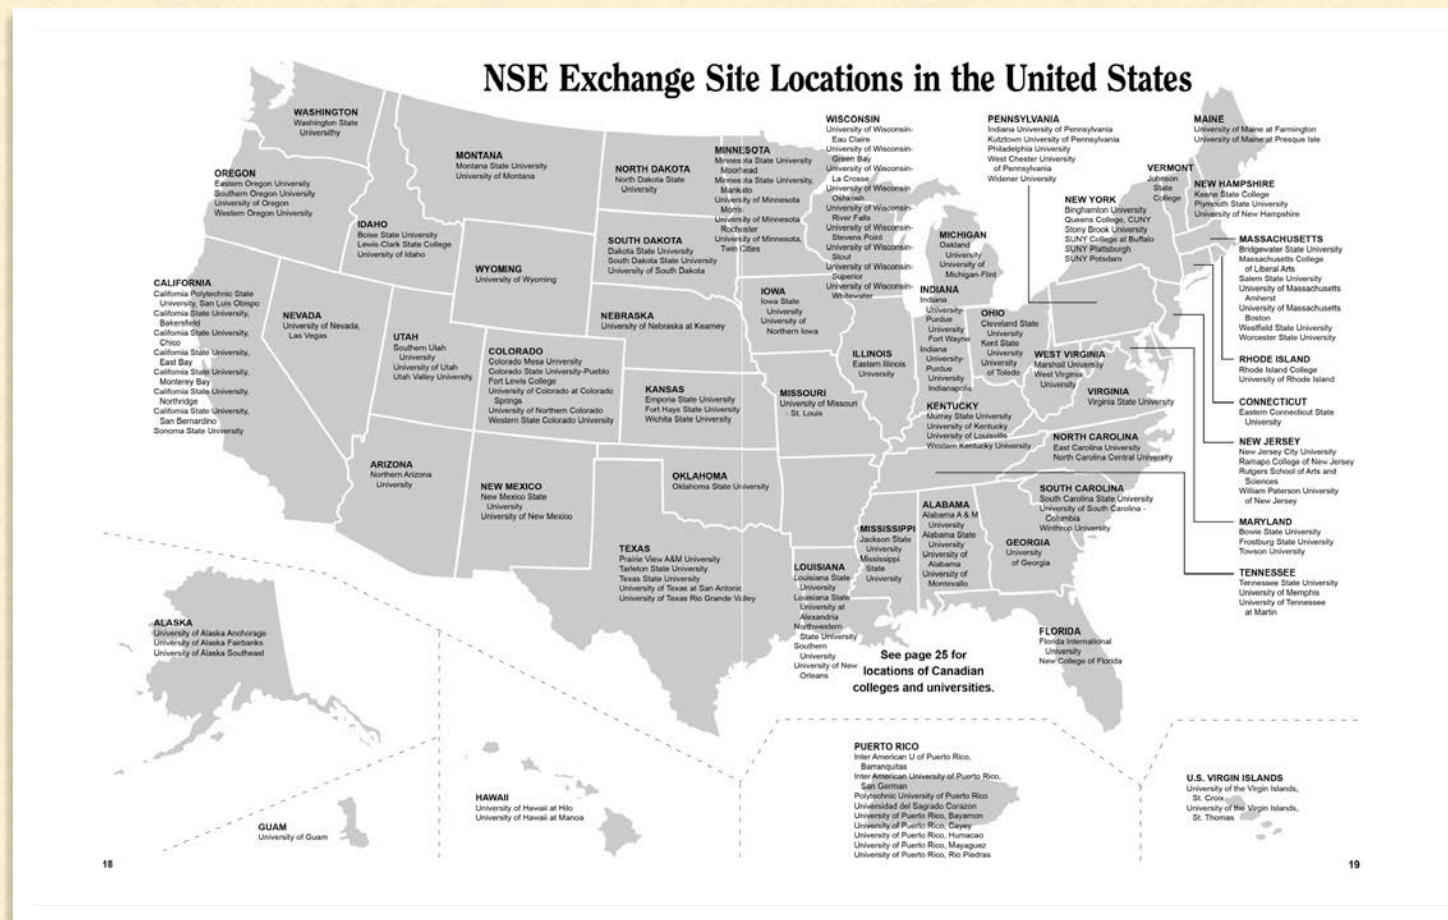 NSE Exchange Site Locations in the United States
WASHINGTON
Washington State
Universithy
OREGON
Eastern Oregon University
Southern Oregon University
University of Oregon
Western Oregon University
CALIFORNIA
California Polytechnic State
University, San Luis Obispo
California State University,
Bakersfield
California State University,
Chico
California State University,
East Bay
California State University,
Monterey Bay
California State University,
Northridge
California State University,
San Bernardino
Sonoma State University
NEVADA
University of Nevada,
Las Vegas
IDAHO
Boise State University
Lewis-Clark State College
University of Idaho
MONTANA
Montana State University
University of Montana
WYOMING
University of Wyoming
UTAH
Southern Utah
University
University of Utah
Utah Valley University
COLORADO
Colorado Mesa University
Colorado State University-Pueblo
Fort Lewis College
University of Colorado at Colorado
Springs
University of Northern Colorado
Western State Colorado University
ARIZONA
Northern Arizona
University
NEW MEXICO
New Mexico State
University
University of New Mexico
NORTH DAKOTA
North Dakota State
University
SOUTH DAKOTA
Dakota State University
South Dakota State University
University of South Dakota
NEBRASKA
University of Nebraska at Kearney
KANSAS
Emporia State University
Fort Hays State University
Wichita State University
OKLAHOMA
Oklahoma State University
TEXAS
Prairie View A&M University
Tarleton State University
Texas State University
University of Texas at San Antonio
University of Texas Rio Grande Valley
MINNESOTA
Minnesota State University
Moorhead
Minnesota State University,
Mankato
University of Minnesota
Morris
University of Minnesota
Rochester
University of Minnesota,
Twin Cities
IOWA
Iowa State
University
University of
Northern Iowa
MISSOURI
University of Missouri
- St. Louis
LOUISIANA
Louisiana State
University
Louisiana State
University at
Alexandria
Northwestern
State University
Southern
University
University of New
Orleans
WISCONSIN
University of Wisconsin-
Eau Claire
University of Wisconsin-
Green Bay
University of Wisconsin-
La Crosse
University of Wisconsin
Oshkosh
University of Wisconsin-
River Falls
University of Wisconsin-
Stevens Point
University of Wisconsin-
Stout
University of Wisconsin-
Superior
University of Wisconsin-
Whitewater
ILLINOIS
Eastern Illinois
University
MICHIGAN
Oakland
University
University of
Michigan-Flint
INDIANA
Indiana
University-
Purdue
University
Fort Wayne
Indiana
University-
Purdue
University
Indianapolis
OHIO
Cleveland State
University
Kent State
University
University
of Toledo
KENTUCKY
Murray State University
University of Kentucky
University of Louisville
Western Kentucky University
MISSISSIPPI
Jackson State
University
Mississippi
State
University
ALABAMA
Alabama A & M
University
Alabama State
University
University of
Alabama
University of
Montevallo
GEORGIA
University
of Georgia
FLORIDA
Florida International
University
New College of Florida
SOUTH CAROLINA
South Carolina State University
University of South Carolina -
Columbia
Winthrop University
NORTH CAROLINA
East Carolina University
North Carolina Central University
VIRGINIA
Virginia State University
WEST VIRGINIA
Marshall University
West Virginia
University
PENNSYLVANIA
Indiana University of Pennsylvania
Kutztown University of Pennsylvania
Philadelphia University
West Chester University
of Pennsylvania
Widener University
NEW YORK
Binghamton University
Queens College, CUNY
Stony Brook University
SUNY College at Buffalo
SUNY Plattsburgh
SUNY Potsdam
VERMONT
Johnson
State
College
MAINE
University of Maine at Farmington
University of Maine at Presque Isle
NEW HAMPSHIRE
Keene State College
Plymouth State University
University of New Hampshire
MASSACHUSETTS
Bridgewater State University
Massachusetts College
of Liberal Arts
Salem State University
University of Massachusetts
Amherst
University of Massachusetts
Boston
Westfield State University
Worcester State University
RHODE ISLAND
Rhode Island College
University of Rhode Island
CONNECTICUT
Eastern Connecticut State
University
NEW JERSEY
New Jersey City University
Ramapo College of New Jersey
Rutgers School of Arts and
Sciences
William Paterson University
of New Jersey
MARYLAND
Bowie State University
Frostburg State University
Towson University
TENNESSEE
Tennessee State University
University of Memphis
University of Tennessee
at Martin
See page 25 for
locations of Canadian
colleges and universities.
ALASKA
University of Alaska Anchorage
University of Alaska Fairbanks
University of Alaska Southeast
GUAM
University of Guam
HAWAII
University of Hawaii at Hilo
University of Hawaii at Manoa
PUERTO RICO
Inter American U of Puerto Rico,
Barranquitas
Inter American University of Puerto Rico,
San German
Polytechnic University of Puerto Rico
Universidad del Sagrado Corazon
University of Puerto Rico, Bayamon
University of Puerto Rico, Cayey
University of Puerto Rico, Humacao
University of Puerto Rico, Mayaguez
University of Puerto Rico, Rio Piedras
U.S. VIRGIN ISLANDS
University of the Virgin Islands,
St. Croix
University of the Virgin Islands,
St. Thomas
18
19